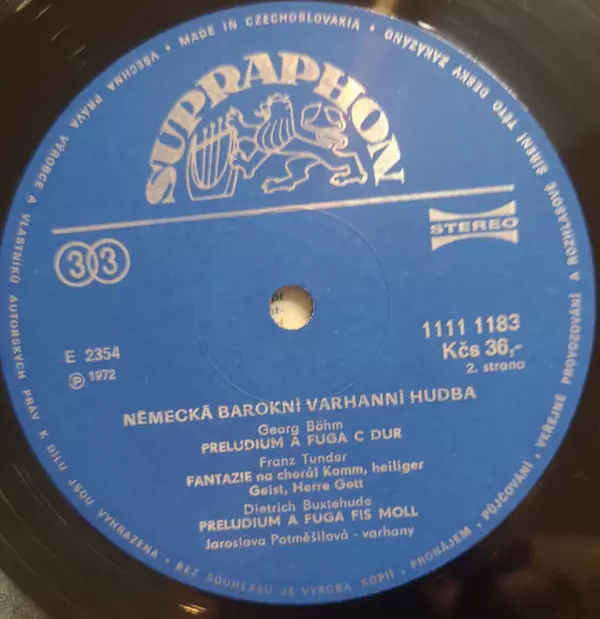 SUPRAPHON
STEREO
33
1111 1183
Kčs 36,-
2. strana
E 2354
Ⓟ 1972
NĚMECKÁ BAROKNÍ VARHANNÍ HUDBA
Georg Böhm
PRELUDIUM A FUGA C DUR
Franz Tunder
FANTAZIE na chorál Komm, heiliger
Geist, Herre Gott
Dietrich Buxtehude
PRELUDIUM A FUGA FIS MOLL
Jaroslava Potměšilová - varhany
MADE IN CZECHOSLOVAKIA • VŠECHNA PRÁVA VÝROBCE A VLASTNÍKŮ AUTORSKÝCH PRÁV K DÍLU JSOU VYHRAZENA • BEZ SOUHLASU JE VÝROBA KOPIÍ • PRONÁJEM • PŮJČOVÁNÍ • VEŘEJNÉ PROVOZOVÁNÍ A ROZHLASOVÉ ŠÍŘENÍ TÉTO DESKY ZAKÁZÁNO •